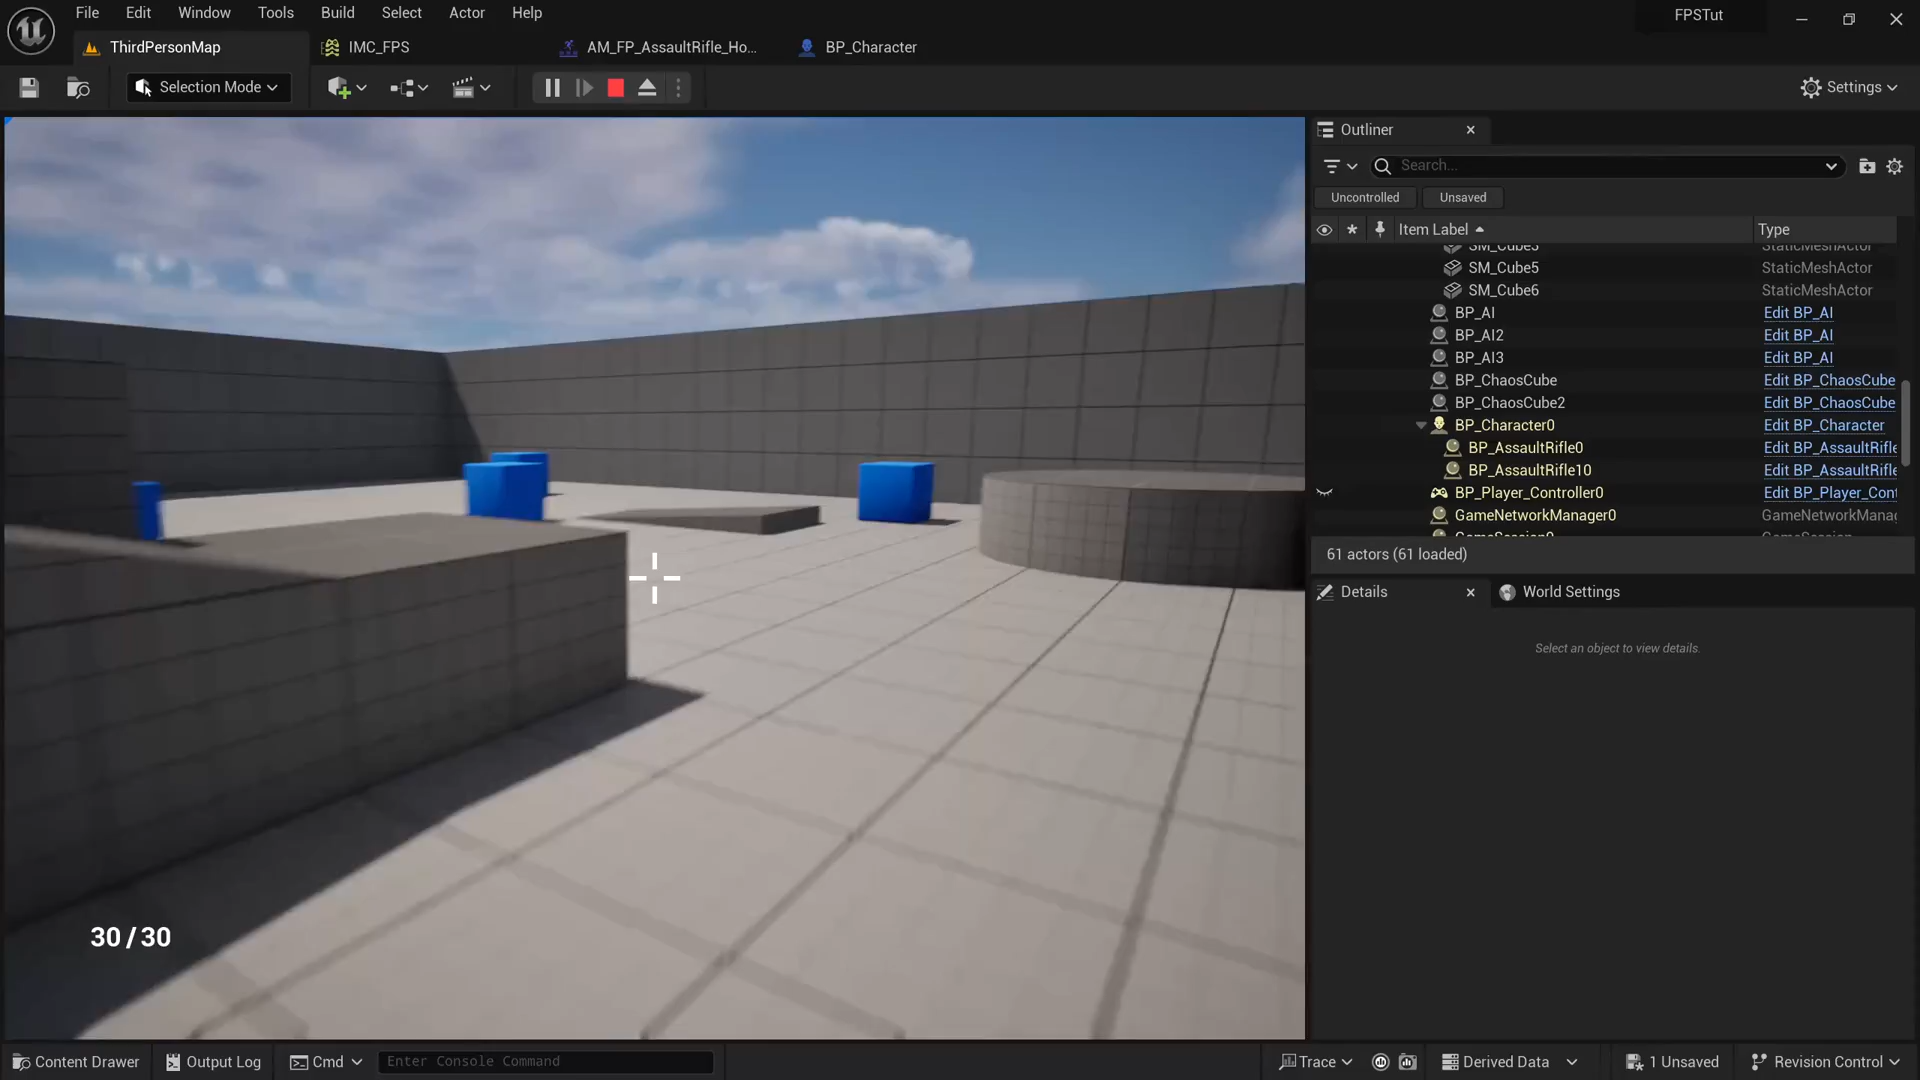 File Edit Window Tools Build Select Actor Help
FPSTut
ThirdPersonMap
IMC_FPS
AM_FP_AssaultRifle_Ho...
BP_Character
Selection Mode
Settings
Outliner
Search...
Uncontrolled
Unsaved
Item Label
Type
SM_Cube5 StaticMeshActor
SM_Cube6 StaticMeshActor
BP_AI Edit BP_AI
BP_AI2 Edit BP_AI
BP_AI3 Edit BP_AI
BP_ChaosCube Edit BP_ChaosCube
BP_ChaosCube2 Edit BP_ChaosCube
BP_Character0 Edit BP_Character
BP_AssaultRifle0 Edit BP_AssaultRifle
BP_AssaultRifle10 Edit BP_AssaultRifle
BP_Player_Controller0 Edit BP_Player_Cont
GameNetworkManager0 GameNetworkManag
61 actors (61 loaded)
Details
World Settings
Select an object to view details.
30/30
Content Drawer
Output Log
Cmd
Enter Console Command
Trace
Derived Data
1 Unsaved
Revision Control